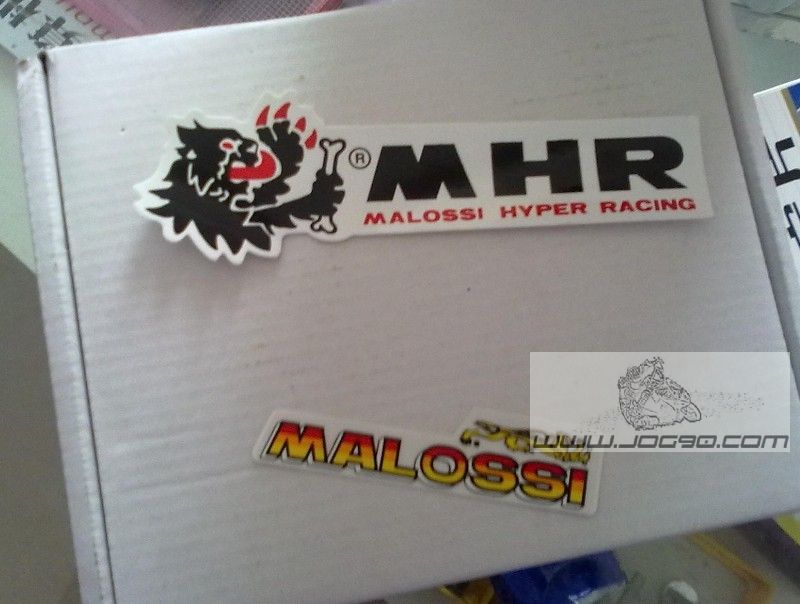 ® MHR
MALOSSI HYPER RACING
MALOSSI
WWW.JOG90.COM